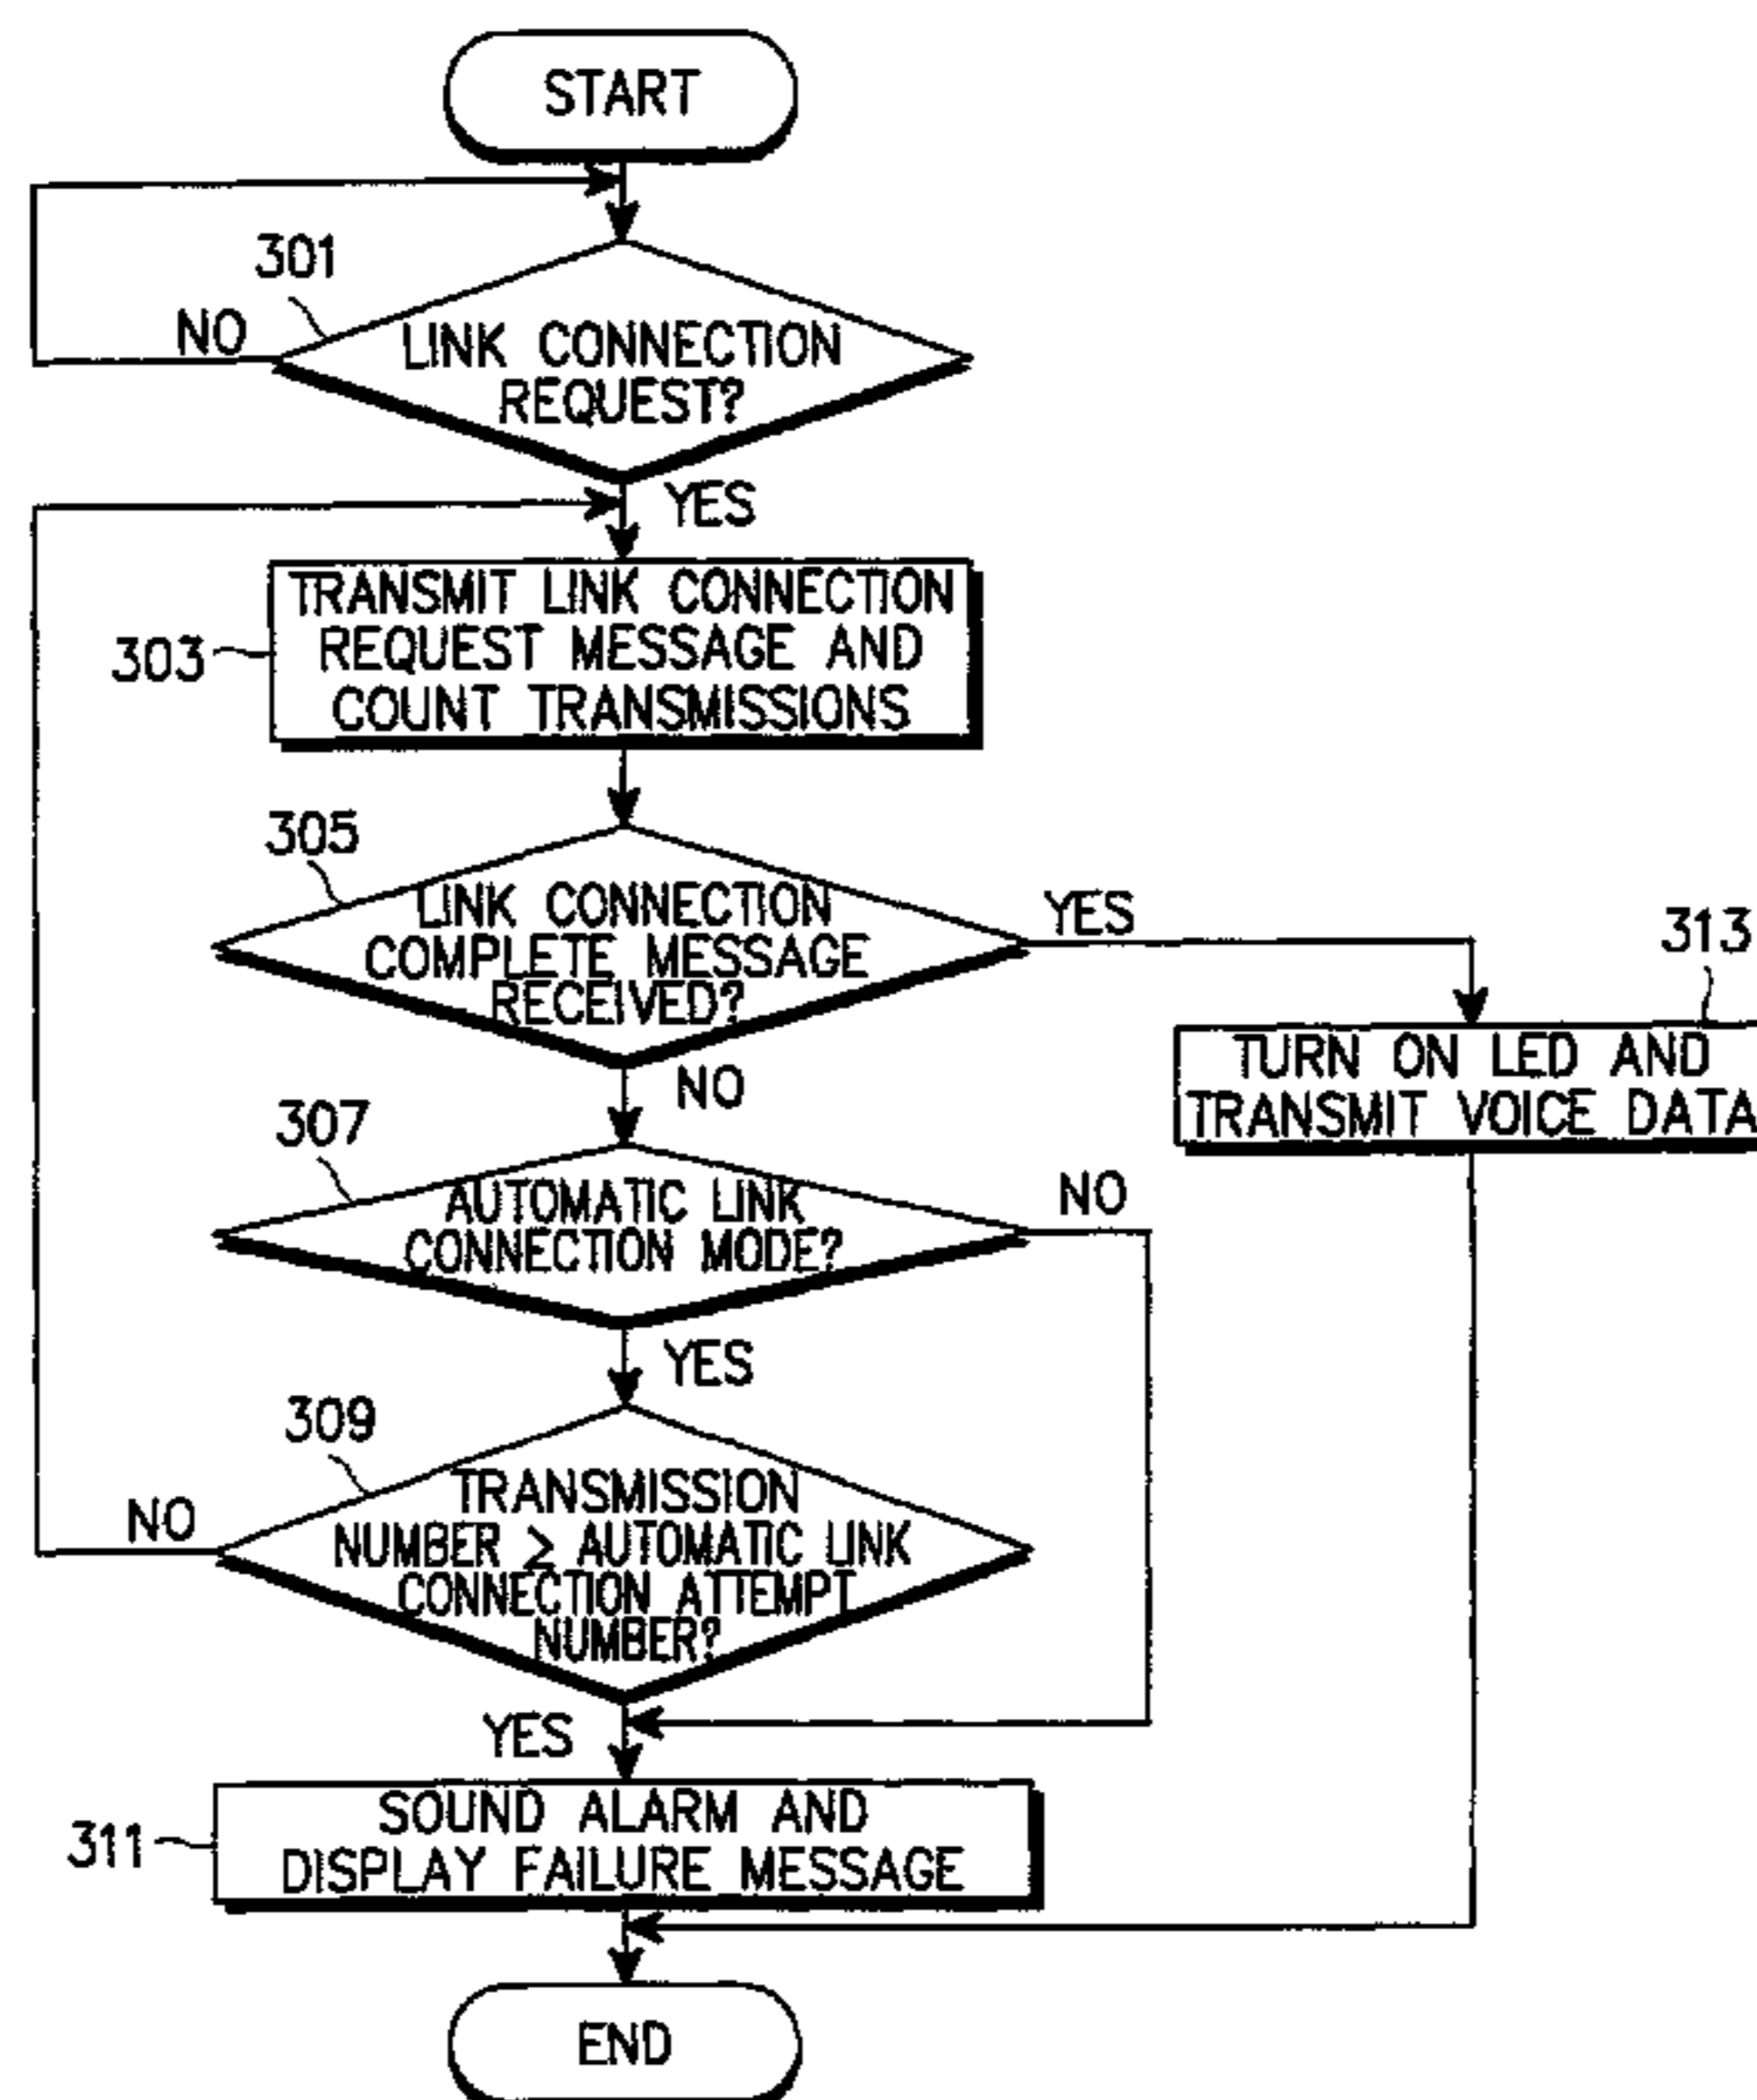 START
301
NO
LINK CONNECTION
REQUEST?
YES
TRANSMIT LINK CONNECTION
REQUEST MESSAGE AND
COUNT TRANSMISSIONS
303
305
LINK CONNECTION
COMPLETE MESSAGE
RECEIVED?
YES
313
TURN ON LED AND
TRANSMIT VOICE DATA
NO
307
AUTOMATIC LINK
CONNECTION MODE?
NO
YES
309
TRANSMISSION
NUMBER ≥ AUTOMATIC LINK
CONNECTION ATTEMPT
NUMBER?
NO
YES
311
SOUND ALARM AND
DISPLAY FAILURE MESSAGE
END